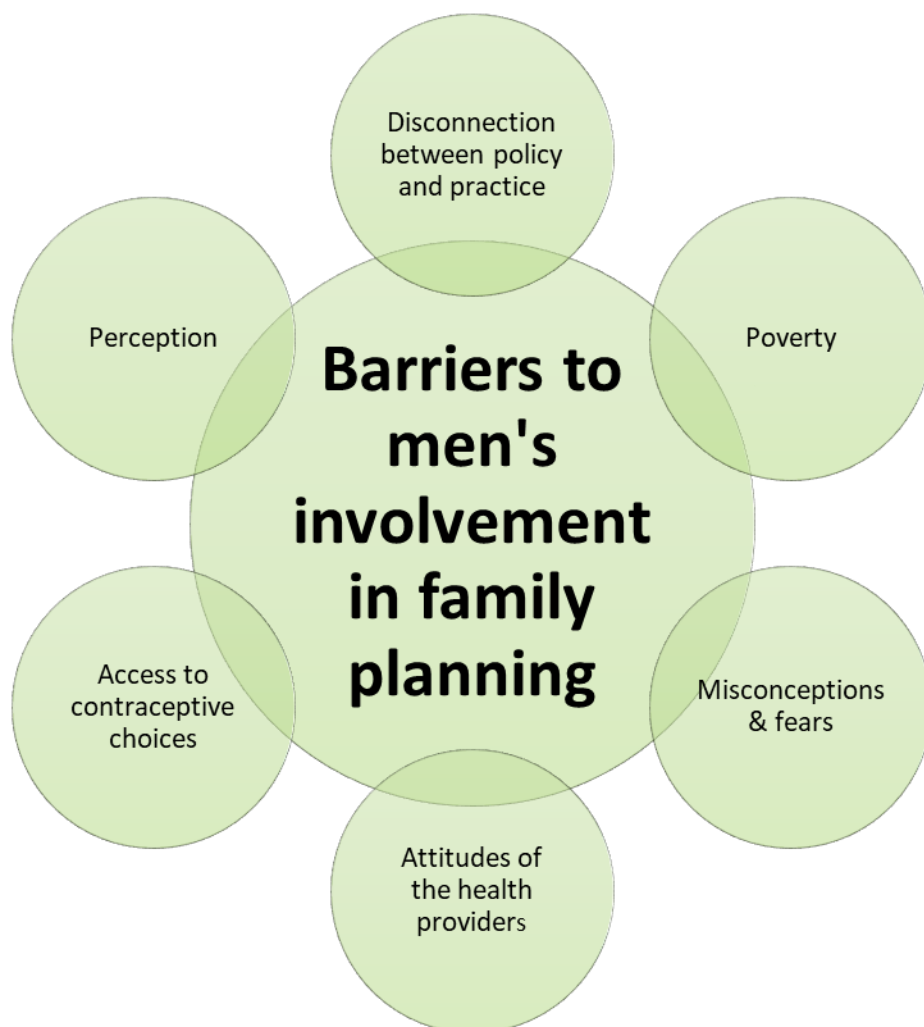 Disconnection
between policy
and practice
Perception
Poverty
Barriers to
men's
involvement
in family
planning
Access to
contraceptive
choices
Misconceptions
& fears
Attitudes of
the health
providers